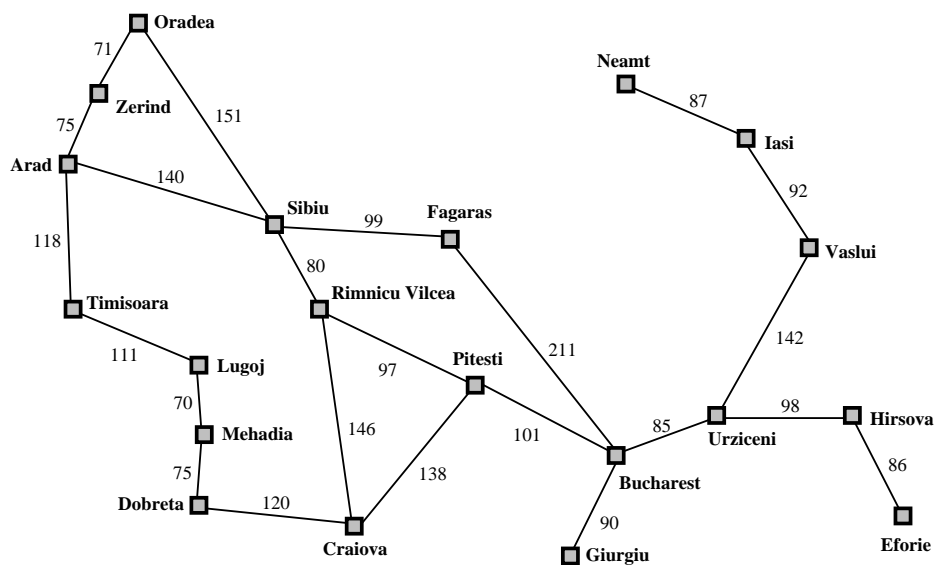 Oradea
71
Neamt
87
Zerind
75
151
Iasi
Arad
140
92
Sibiu
Fagaras
99
118
Vaslui
80
Timisoara
Rimnicu Vilcea
142
211
111
Lugoj
97
Pitesti
70
98
Hirsova
Mehadia
146
101
85
Urziceni
75
138
86
Bucharest
Dobreta
120
90
Craiova
Giurgiu
Eforie